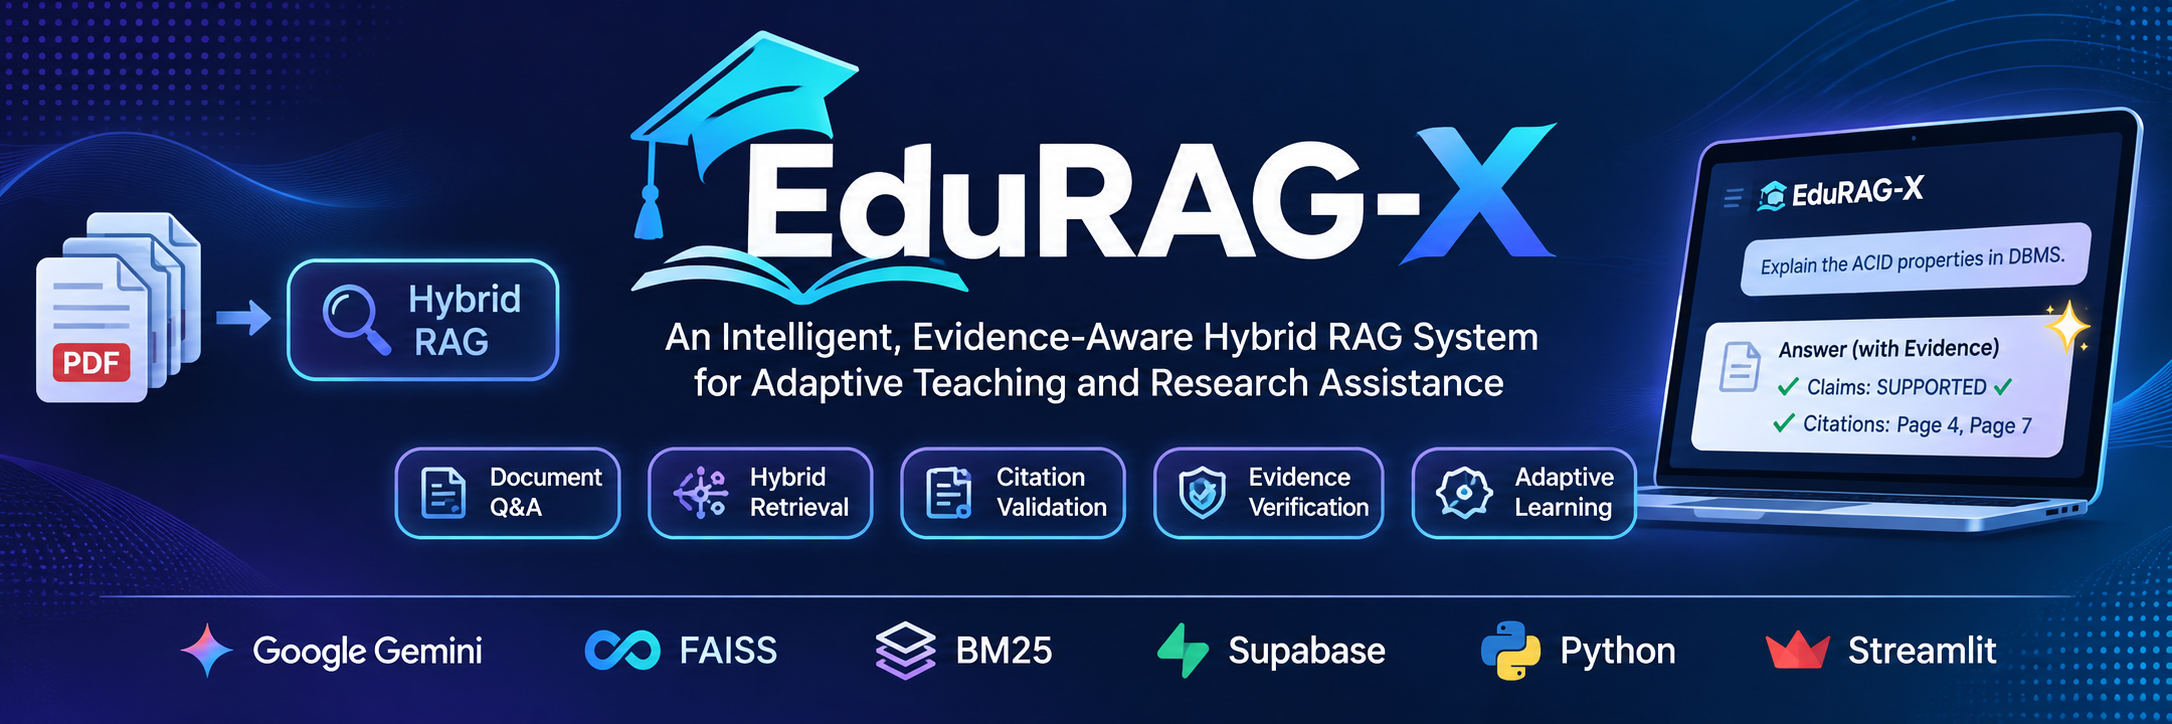 EduRAG-X
An Intelligent, Evidence-Aware Hybrid RAG System
for Adaptive Teaching and Research Assistance
PDF
Hybrid
RAG
EduRAG-X
Explain the ACID properties in DBMS.
Answer (with Evidence)
✓ Claims: SUPPORTED ✓
✓ Citations: Page 4, Page 7
Document
Q&A
Hybrid
Retrieval
Citation
Validation
Evidence
Verification
Adaptive
Learning
Google Gemini
FAISS
BM25
Supabase
Python
Streamlit